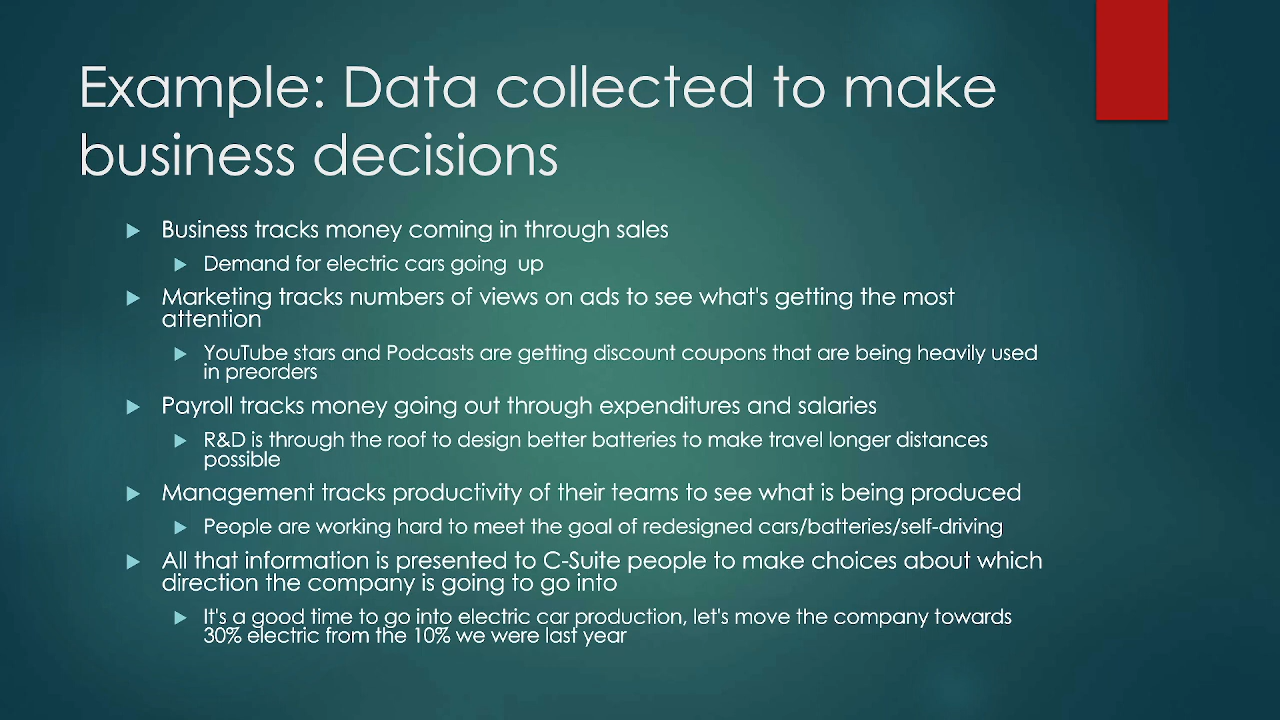 Example: Data collected to make
business decisions
Business tracks money coming in through sales
Demand for electric cars going  up
Marketing tracks numbers of views on ads to see what's getting the most
attention
YouTube stars and Podcasts are getting discount coupons that are being heavily used
in preorders
Payroll tracks money going out through expenditures and salaries
R&D is through the roof to design better batteries to make travel longer distances
possible
Management tracks productivity of their teams to see what is being produced
People are working hard to meet the goal of redesigned cars/batteries/self-driving
All that information is presented to C-Suite people to make choices about which
direction the company is going to go into
It's a good time to go into electric car production, let's move the company towards
30% electric from the 10% we were last year